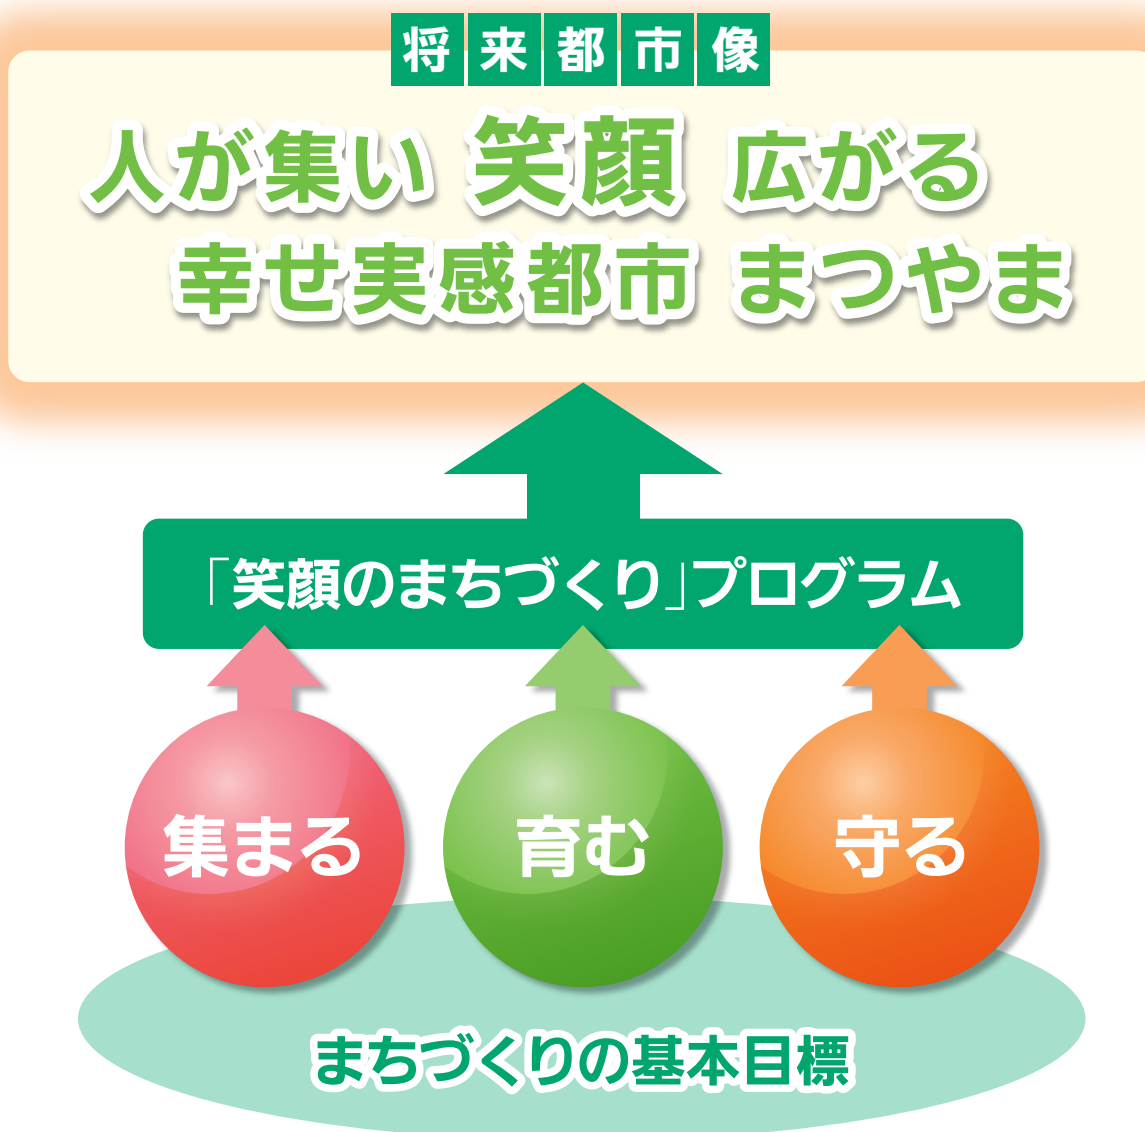 将来都市像
人が集い 笑顔 広がる
幸せ実感都市 まつやま
「笑顔のまちづくり」プログラム
集まる
育む
守る
まちづくりの基本目標